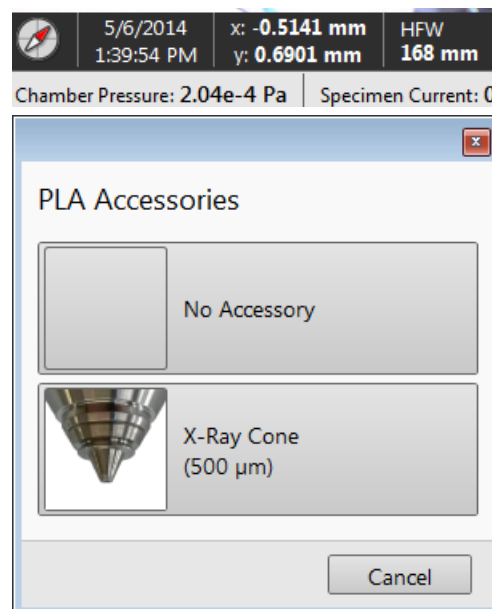 5/6/2014 x: -0.5141 mm HFW
1:39:54 PM y: 0.6901 mm 168 mm
Chamber Pressure: 2.04e-4 Pa Specimen Current: 0
PLA Accessories
No Accessory
X-Ray Cone
(500 μm)
Cancel